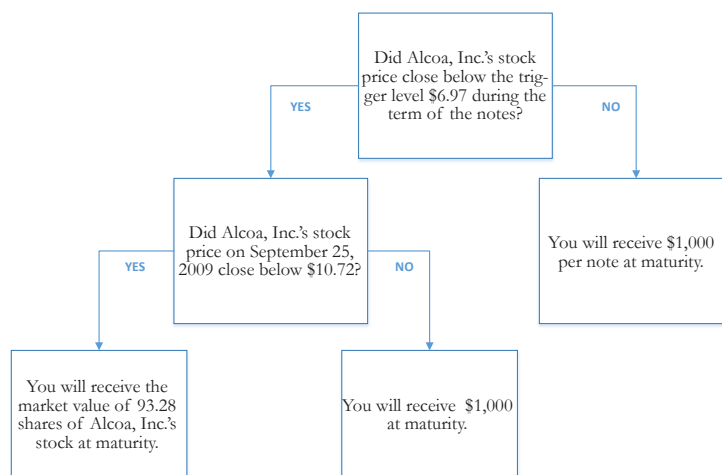 Did Alcoa, Inc.'s stock
price close below the trig-
ger level $6.97 during the
term of the notes?
YES
NO
Did Alcoa, Inc.'s stock
price on September 25,
2009 close below $10.72?
You will receive $1,000
per note at maturity.
YES
NO
You will receive the
market value of 93.28
shares of Alcoa, Inc.'s
stock at maturity.
You will receive $1,000
at maturity.